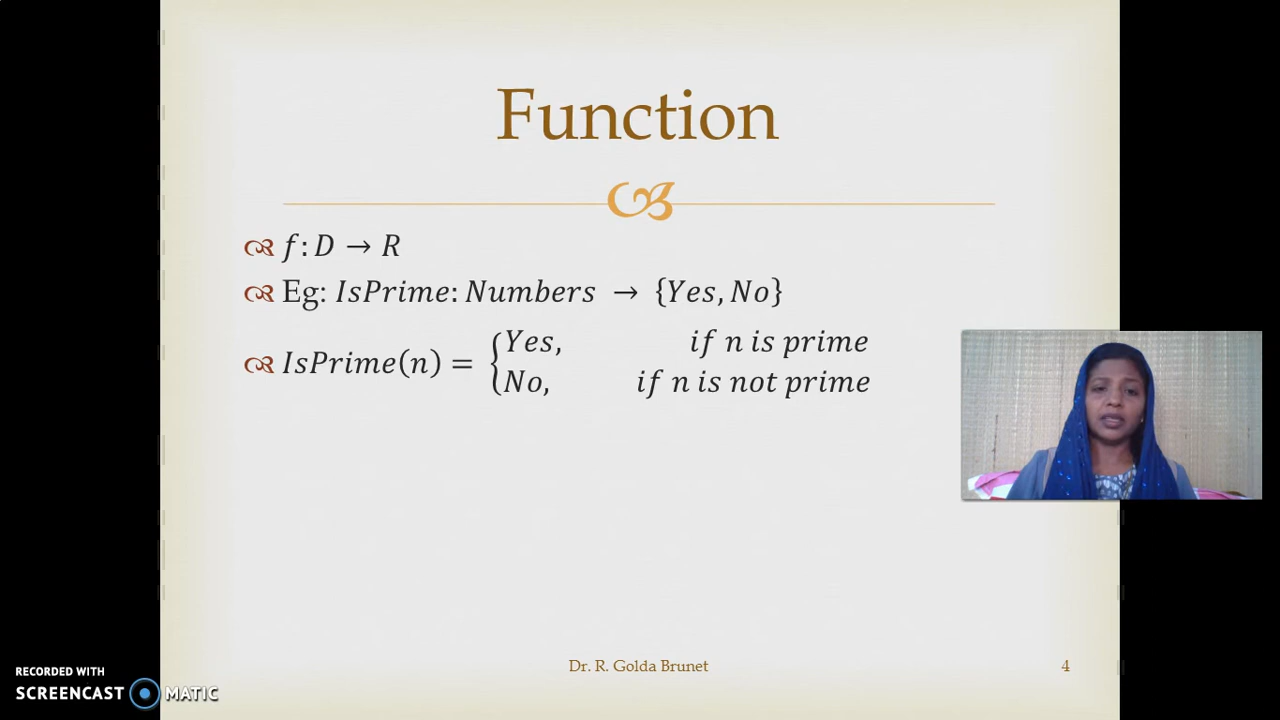 Function
f: D → R
Eg: IsPrime: Numbers → {Yes, No}
IsPrime(n) = { Yes, if n is prime
No, if n is not prime
Dr. R. Golda Brunet
4
RECORDED WITH
SCREENCAST MATIC